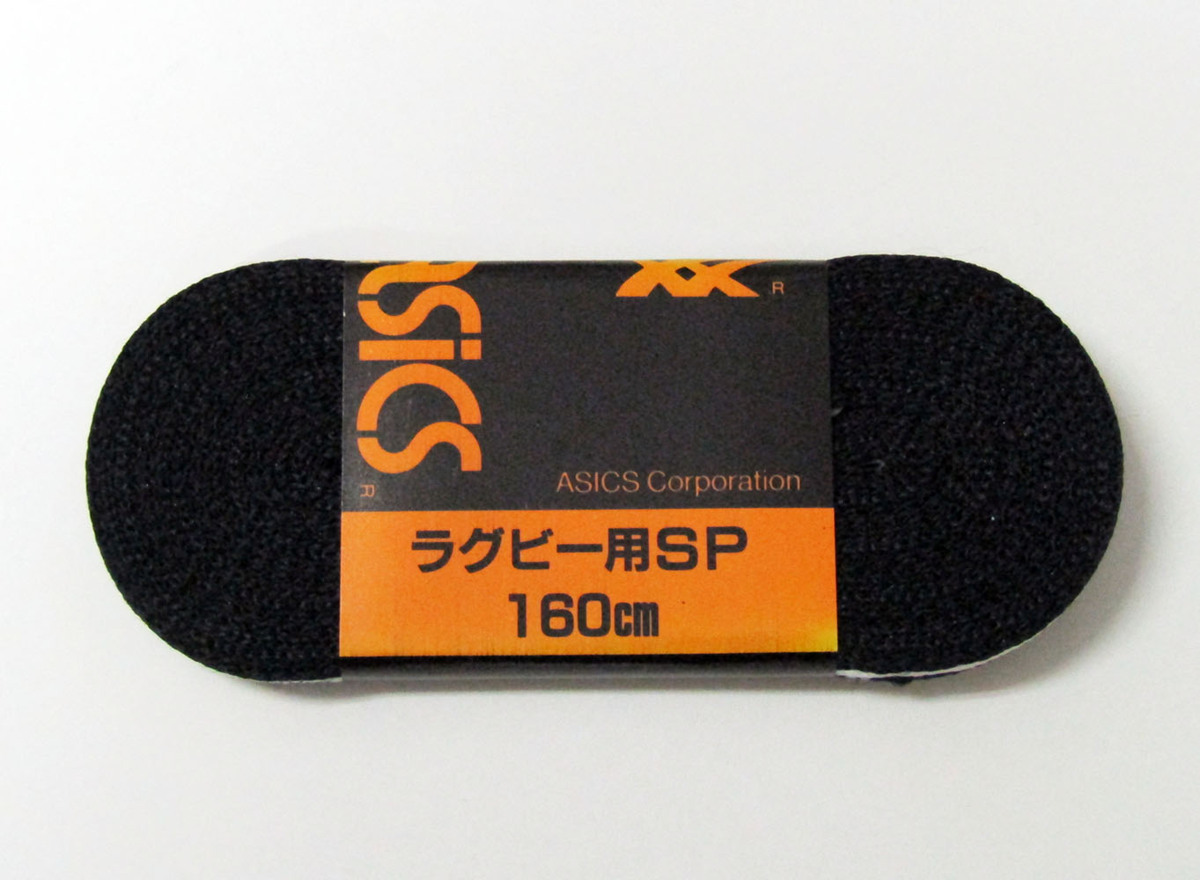 asics
R
R
ASICS Corporation
ラグビー用SP
160cm